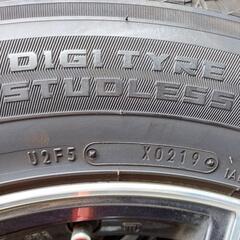 DIGI TYRE
STUDLESS
U2F5 X0219